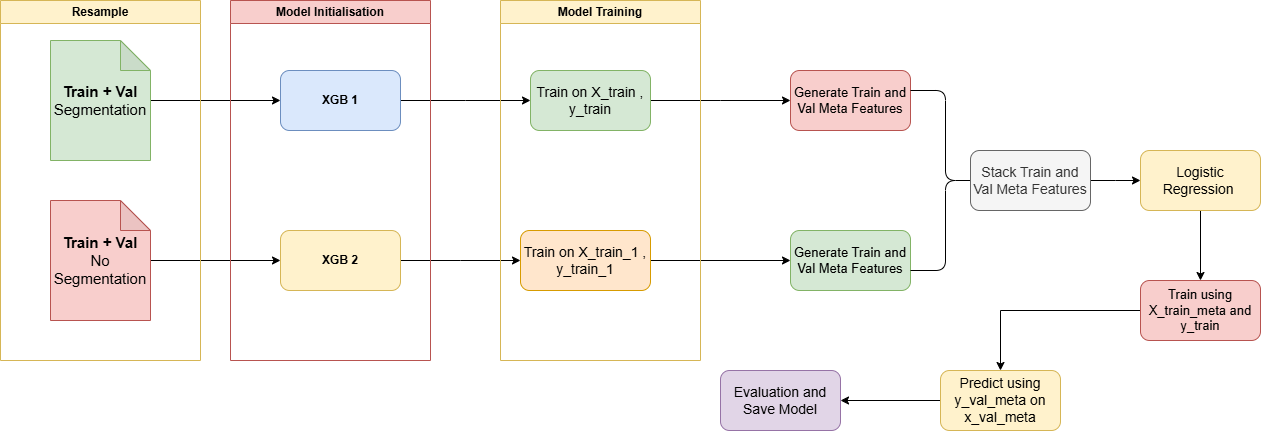 Resample
Model Initialisation
Model Training
Train + Val
Segmentation
XGB 1
Train on X_train ,
y_train
Generate Train and
Val Meta Features
Train + Val
No
Segmentation
XGB 2
Train on X_train_1 ,
y_train_1
Generate Train and
Val Meta Features
Stack Train and
Val Meta Features
Logistic
Regression
Train using
X_train_meta and
y_train
Predict using
y_val_meta on
x_val_meta
Evaluation and
Save Model